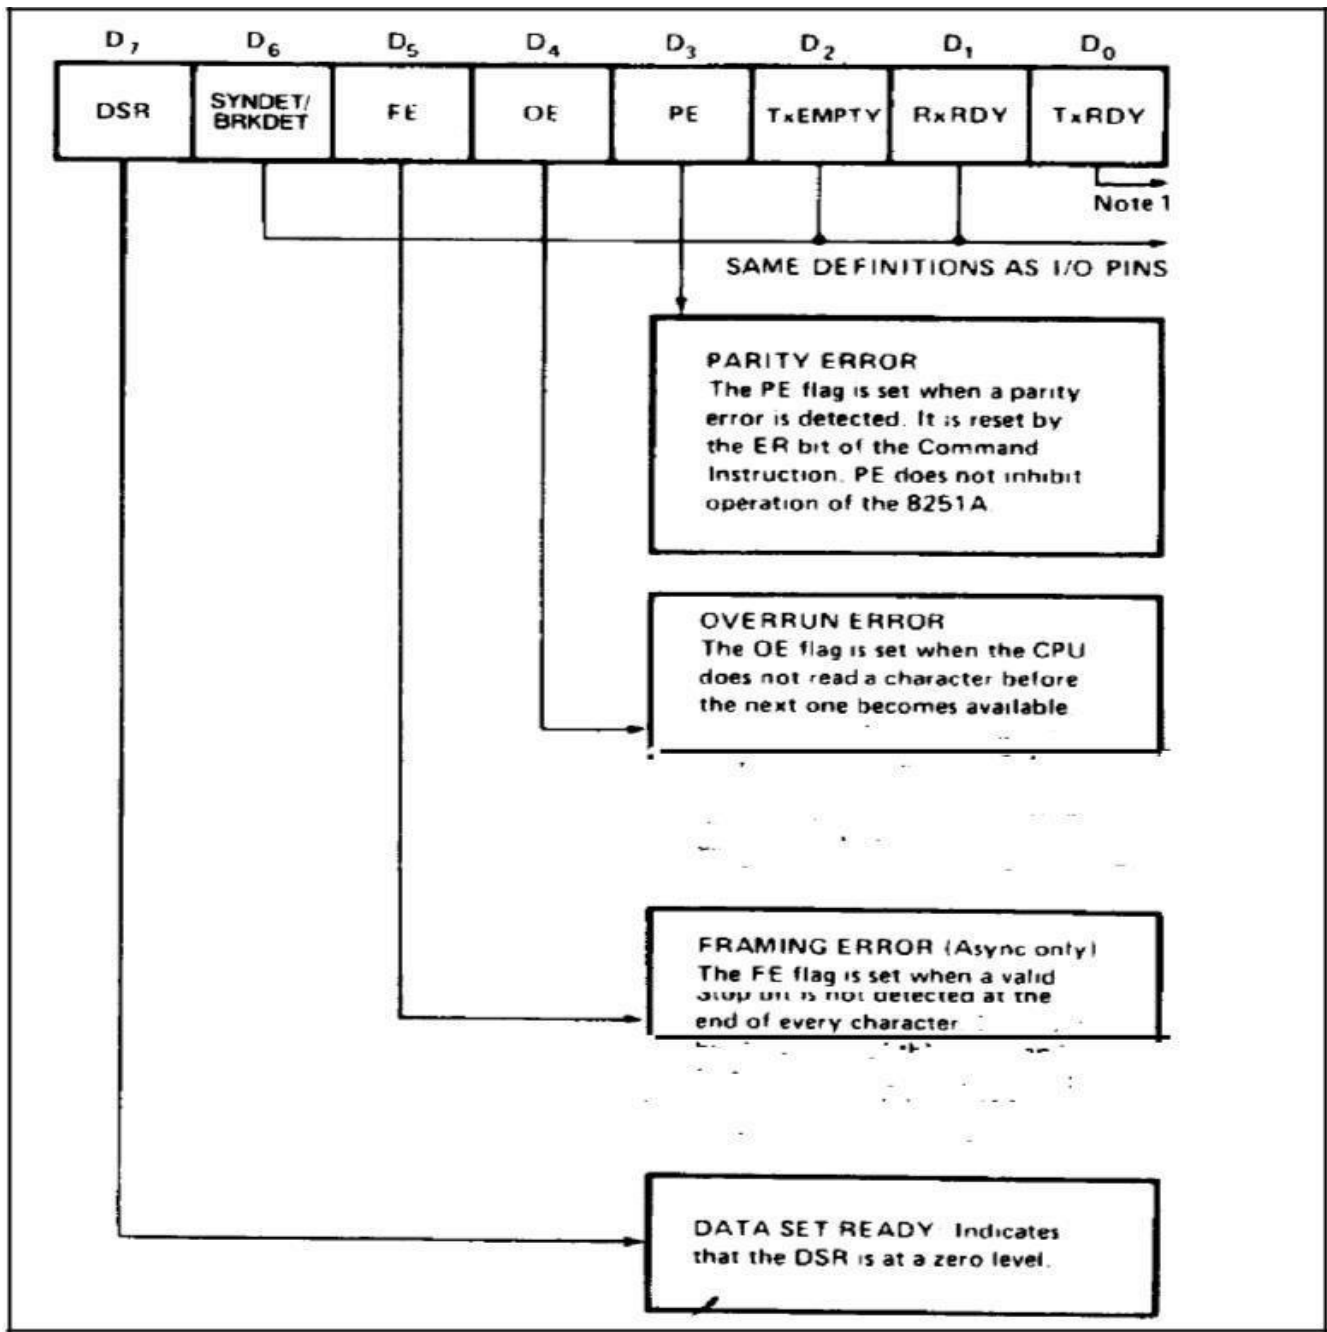 D7 D6 D5 D4 D3 D2 D1 D0
DSR SYNDET/ BRKDET FE OE PE TxEMPTY RxRDY TxRDY
Note 1
SAME DEFINITIONS AS I/O PINS
PARITY ERROR
The PE flag is set when a parity
error is detected. It is reset by
the ER bit of the Command
Instruction. PE does not inhibit
operation of the 8251A
OVERRUN ERROR
The OE flag is set when the CPU
does not read a character before
the next one becomes available
FRAMING ERROR (Async only)
The FE flag is set when a valid
Stop bit is not detected at the
end of every character
DATA SET READY Indicates
that the DSR is at a zero level.